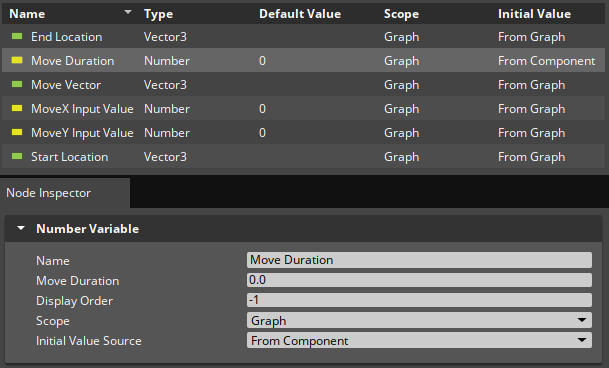 Name Type Default Value Scope Initial Value
End Location Vector3 Graph From Graph
Move Duration Number 0 Graph From Component
Move Vector Vector3 Graph From Graph
MoveX Input Value Number 0 Graph From Graph
MoveY Input Value Number 0 Graph From Graph
Start Location Vector3 Graph From Graph
Node Inspector
Number Variable
Name Move Duration
Move Duration 0.0
Display Order -1
Scope Graph
Initial Value Source From Component